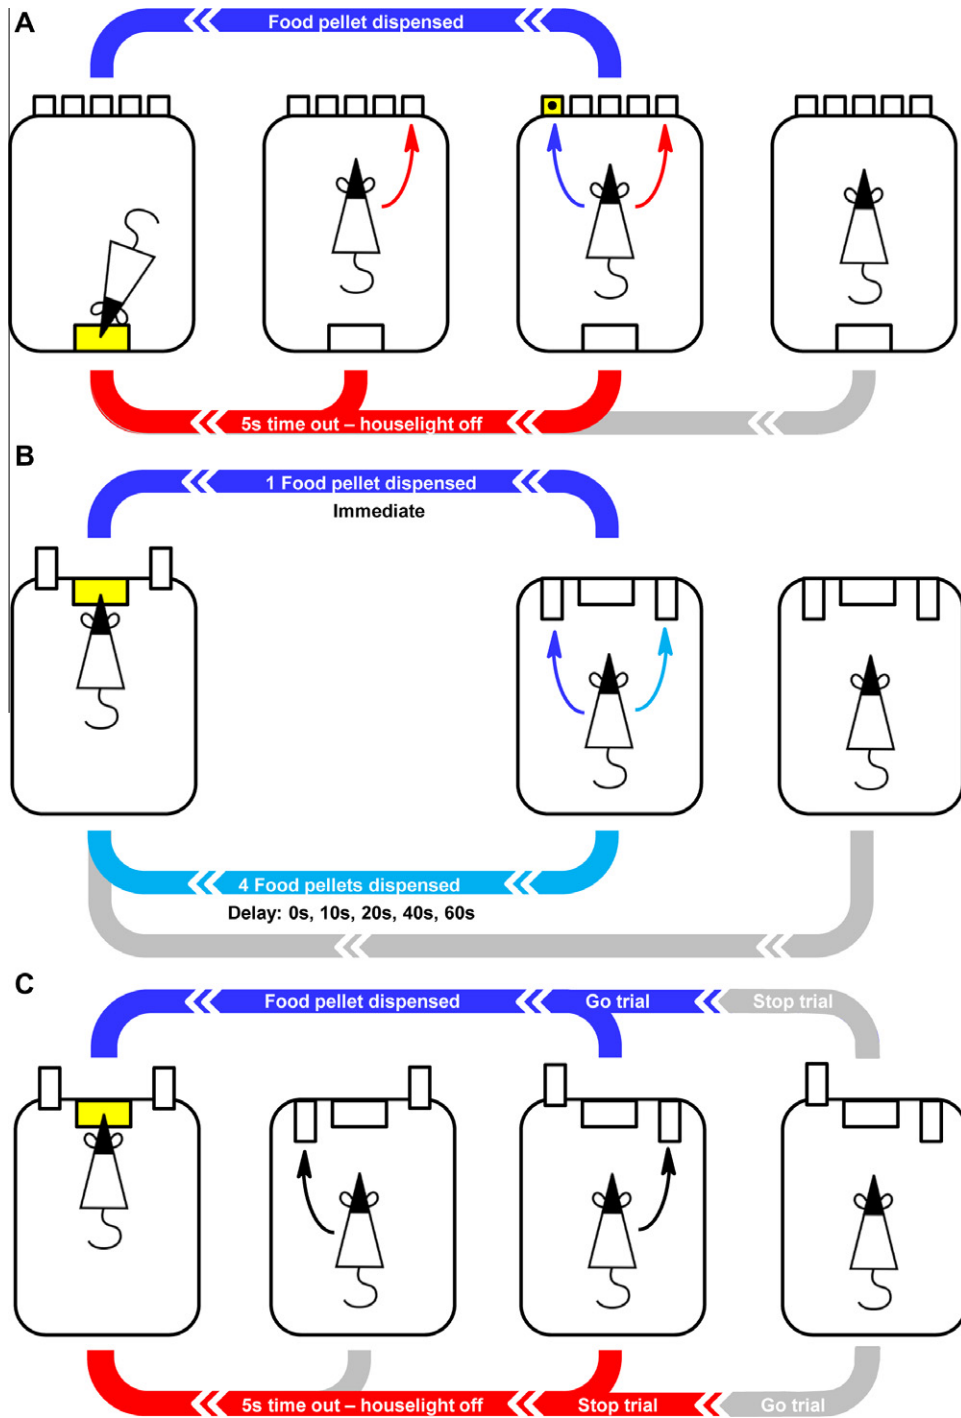 A
Food pellet dispensed
5s time out – houselight off
B
1 Food pellet dispensed
Immediate
4 Food pellets dispensed
Delay: 0s, 10s, 20s, 40s, 60s
C
Food pellet dispensed
Go trial
Stop trial
5s time out – houselight off
Stop trial
Go trial